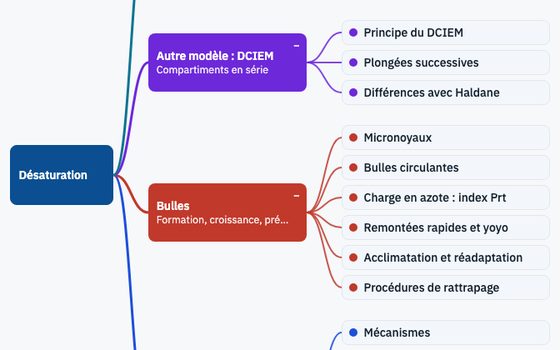 Désaturation
Autre modèle : DCIEM
Compartiments en série
Principe du DCIEM
Plongées successives
Différences avec Haldane
Bulles
Formation, croissance, pré...
Micronoyaux
Bulles circulantes
Charge en azote : index Prt
Remontées rapides et yoyo
Acclimatation et réadaptation
Procédures de rattrapage
Mécanismes